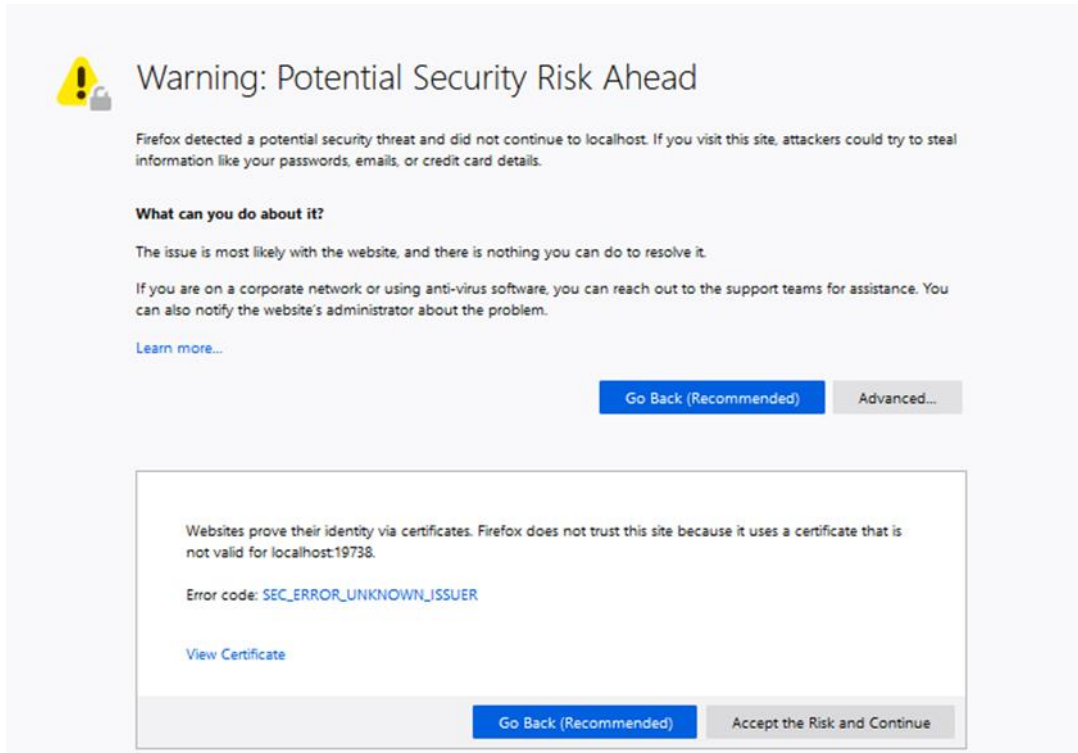 Warning: Potential Security Risk Ahead
Firefox detected a potential security threat and did not continue to localhost. If you visit this site, attackers could try to steal
information like your passwords, emails, or credit card details.
What can you do about it?
The issue is most likely with the website, and there is nothing you can do to resolve it.
If you are on a corporate network or using anti-virus software, you can reach out to the support teams for assistance. You
can also notify the website's administrator about the problem.
Learn more...
Go Back (Recommended) Advanced...
Websites prove their identity via certificates. Firefox does not trust this site because it uses a certificate that is
not valid for localhost:19738.
Error code: SEC_ERROR_UNKNOWN_ISSUER
View Certificate
Go Back (Recommended) Accept the Risk and Continue